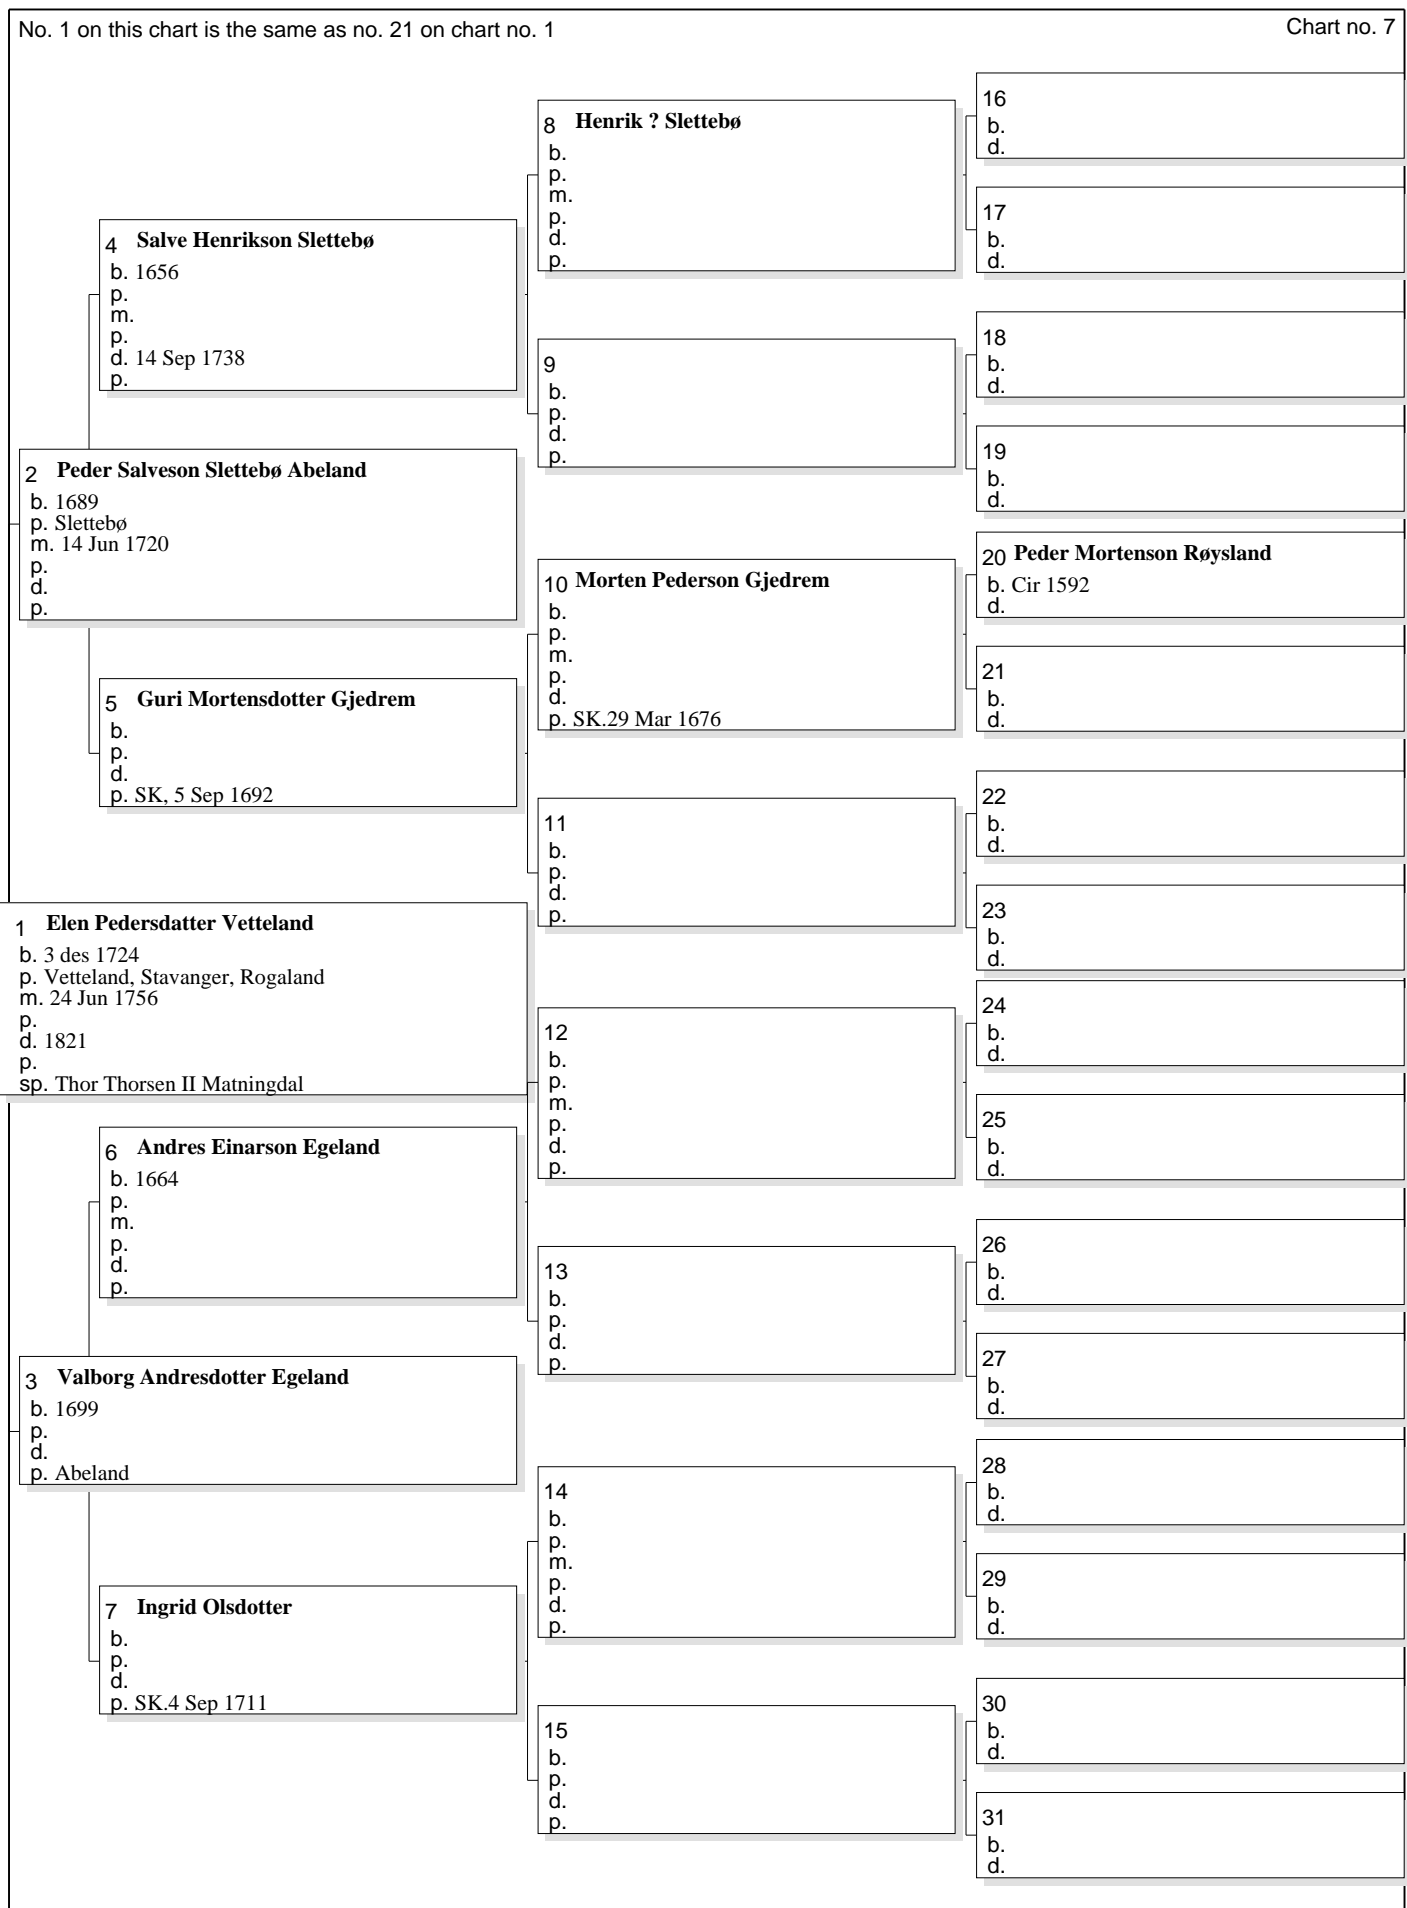 No. 1 on this chart is the same as no. 21 on chart no. 1
Chart no. 7
16
b.
d.
8 Henrik ? Slettebø
b.
p.
m.
p.
d.
p.
17
b.
d.
4 Salve Henrikson Slettebø
b. 1656
p.
m.
p.
d. 14 Sep 1738
p.
18
b.
d.
9
b.
p.
d.
p.
19
b.
d.
2 Peder Salveson Slettebø Abeland
b. 1689
p. Slettebø
m. 14 Jun 1720
p.
d.
p.
20 Peder Mortenson Røysland
b. Cir 1592
d.
10 Morten Pederson Gjedrem
b.
p.
m.
p.
d.
p. SK.29 Mar 1676
21
b.
d.
5 Guri Mortensdotter Gjedrem
b.
p.
d.
p. SK, 5 Sep 1692
22
b.
d.
11
b.
p.
d.
p.
23
b.
d.
1 Elen Pedersdatter Vetteland
b. 3 des 1724
p. Vetteland, Stavanger, Rogaland
m. 24 Jun 1756
p.
d. 1821
p.
sp. Thor Thorsen II Matningdal
24
b.
d.
12
b.
p.
m.
p.
d.
p.
25
b.
d.
6 Andres Einarson Egeland
b. 1664
p.
m.
p.
d.
p.
26
b.
d.
13
b.
p.
d.
p.
27
b.
d.
3 Valborg Andresdotter Egeland
b. 1699
p.
d.
p. Abeland
28
b.
d.
14
b.
p.
m.
p.
d.
p.
29
b.
d.
7 Ingrid Olsdotter
b.
p.
d.
p. SK.4 Sep 1711
30
b.
d.
15
b.
p.
d.
p.
31
b.
d.